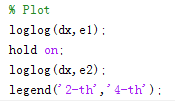 % Plot
loglog(dx,e1);
hold on;
loglog(dx,e2);
legend('2-th','4-th');